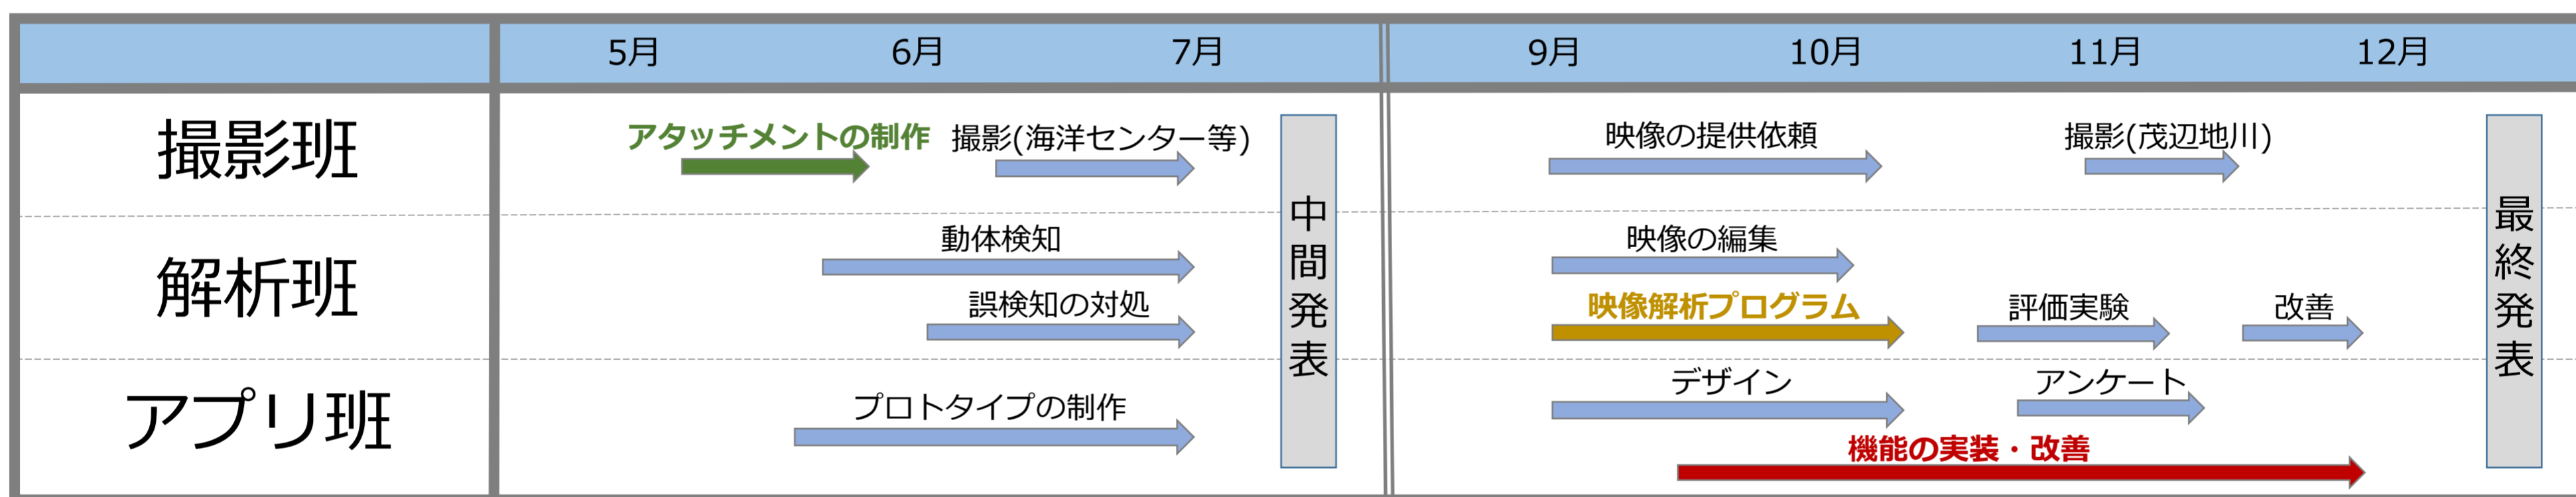 5月 6月 7月 9月 10月 11月 12月
撮影班
アタッチメントの制作 撮影(海洋センター等) 映像の提供依頼 撮影(茂辺地川)
解析班
動体検知 映像の編集
誤検知の対処 映像解析プログラム 評価実験 改善
アプリ班
プロトタイプの制作 デザイン アンケート
機能の実装・改善
中間発表
最終発表